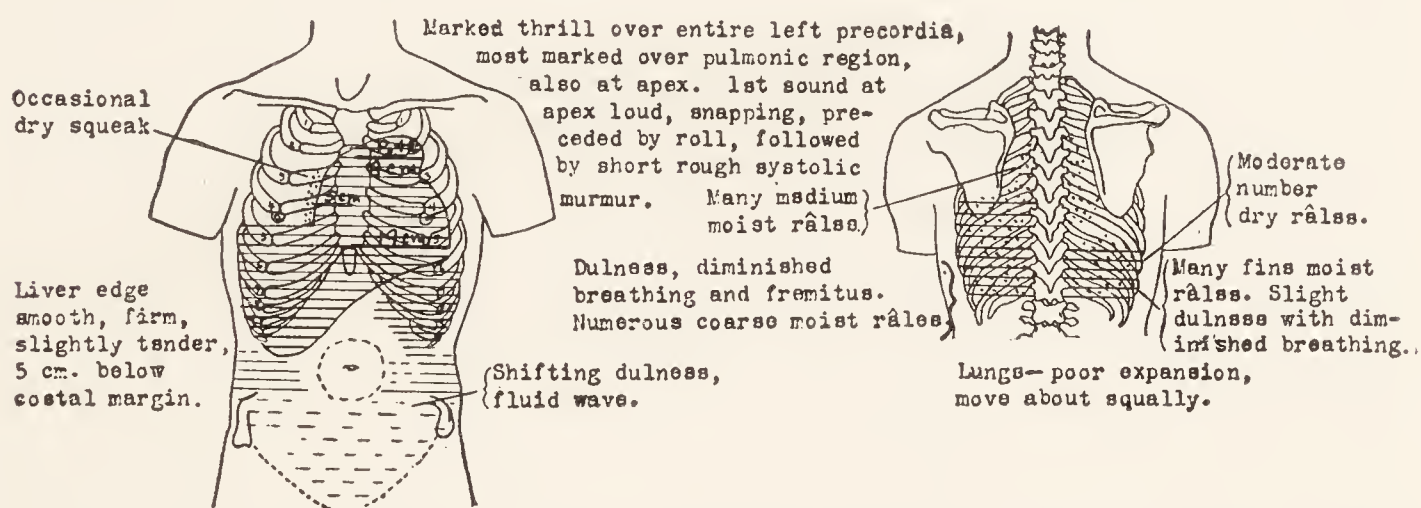 Marked thrill over entire left precordia,
most marked over pulmonic region,
also at apex. 1st sound at
apex loud, snapping, pre-
ceded by roll, followed
by short rough systolic
murmur.
Occasional
dry squeak
5 cm
Liver edge
smooth, firm,
slightly tender,
5 cm. below
costal margin.
{Shifting dulness,
fluid wave.
Many medium
moist râles
Dulness, diminished
breathing and fremitus.
Numerous coarse moist râles
Moderate
number
dry râles.
Many fine moist
râles. Slight
dulness with dim-
inished breathing.
Lungs—poor expansion,
move about equally.